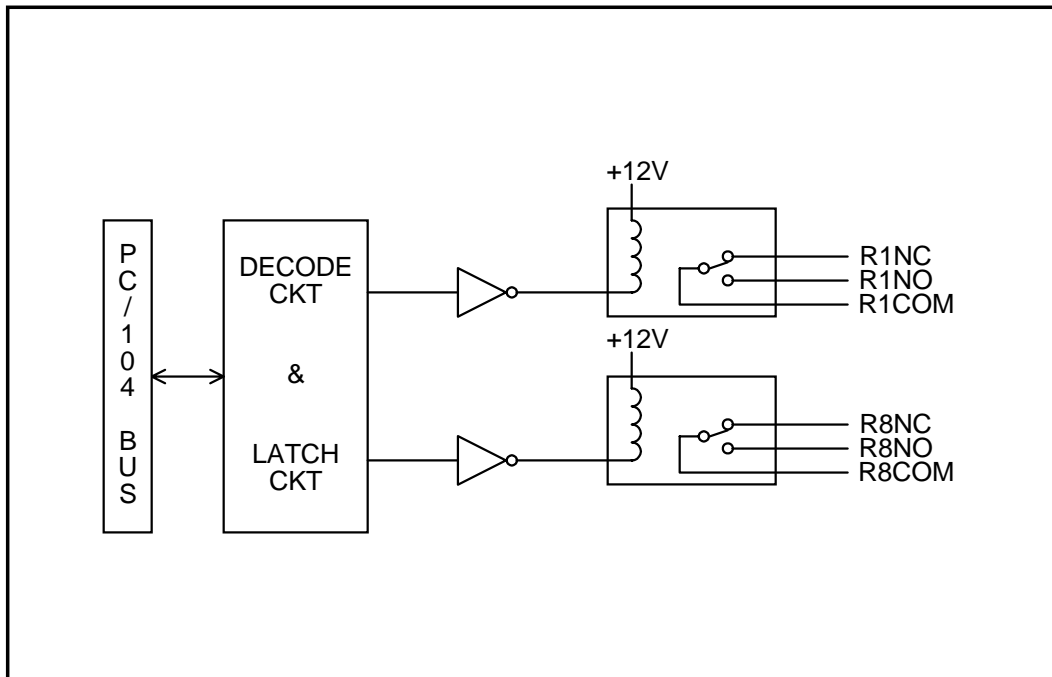 PC/104 BUS
DECODE
CKT
&
LATCH
CKT
+12V
R1NC
R1NO
R1COM
+12V
R8NC
R8NO
R8COM